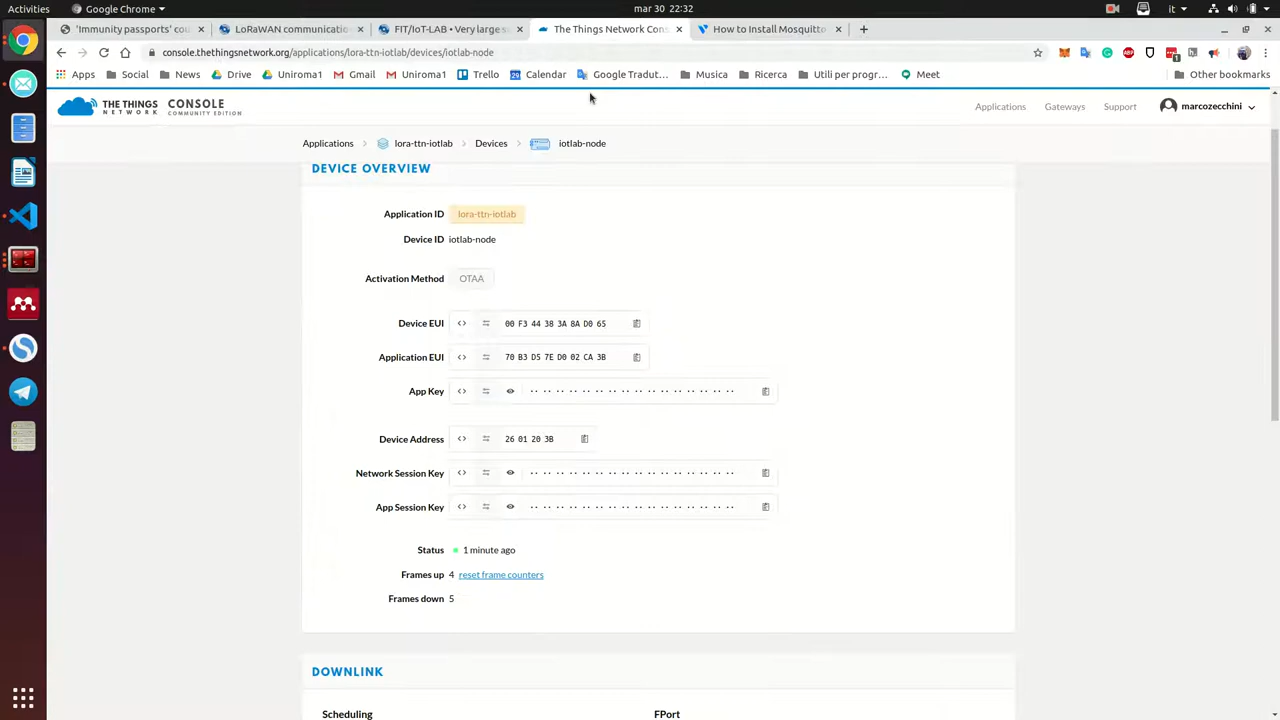 Activities
Google Chrome
mar 30 22:32
it
'Immunity passports' cou
LoRaWAN communication
FIT/IoT-LAB • Very large s
The Things Network Cons
How to Install Mosquitto
console.thethingsnetwork.org/applications/lora-ttn-iotlab/devices/iotlab-node
Apps
Social
News
Drive
Uniroma1
Gmail
Uniroma1
Trello
Calendar
Google Tradut...
Musica
Ricerca
Utili per progr...
Meet
Other bookmarks
THE THINGS NETWORK
CONSOLE
COMMUNITY EDITION
Applications
Gateways
Support
marcozecchini
Applications
lora-ttn-iotlab
Devices
iotlab-node
DEVICE OVERVIEW
Application ID lora-ttn-iotlab
Device ID iotlab-node
Activation Method OTAA
Device EUI <> 00 F3 44 38 3A 8A D0 65
Application EUI <> 70 B3 D5 7E D0 02 CA 3B
App Key <>
Device Address <> 26 01 20 3B
Network Session Key <>
App Session Key <>
Status 1 minute ago
Frames up 4 reset frame counters
Frames down 5
DOWNLINK
Scheduling
FPort